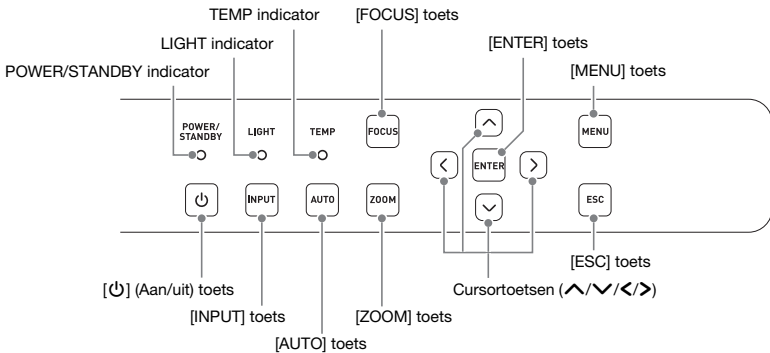 TEMP indicator
[FOCUS] toets
LIGHT indicator
[ENTER] toets
POWER/STANDBY indicator
[MENU] toets
POWER/
STANDBY
LIGHT
TEMP
FOCUS
ENTER
MENU
INPUT
AUTO
ZOOM
ESC
[⏻] (Aan/uit) toets
[INPUT] toets
[AUTO] toets
[ZOOM] toets
[ESC] toets
Cursortoetsen (∧/∨/</>)